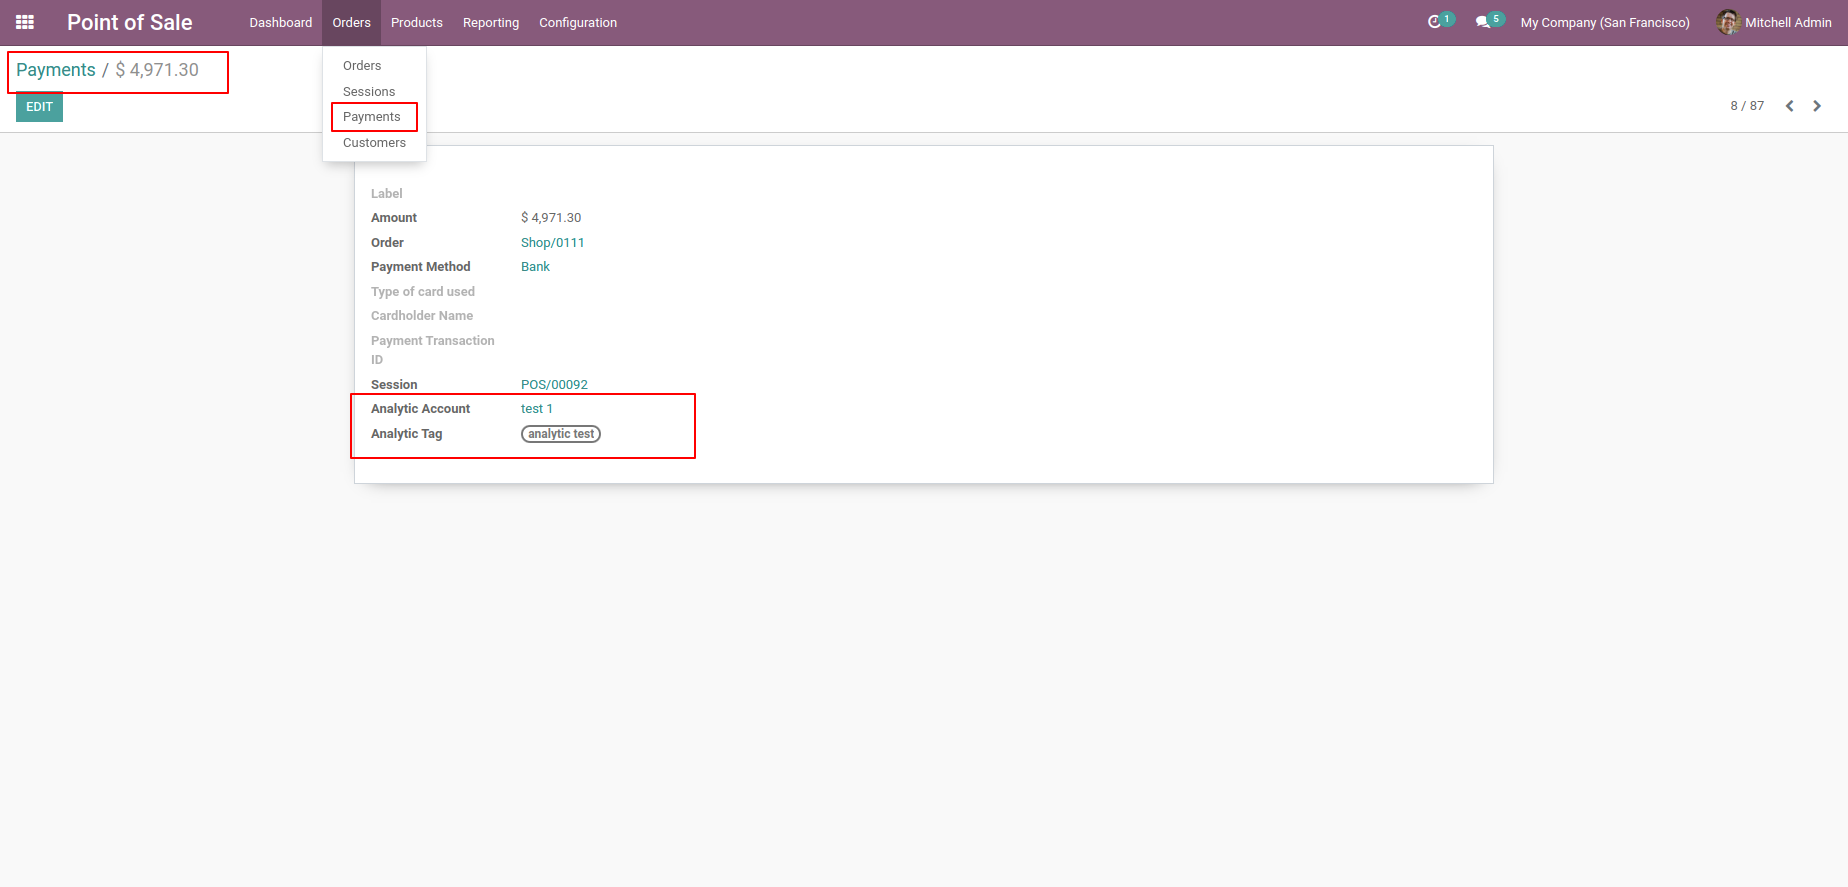 Point of Sale Dashboard Orders Products Reporting Configuration 1 5 My Company (San Francisco) Mitchell Admin
Payments / $ 4,971.30
EDIT
8 / 87
Orders
Sessions
Payments
Customers
Label
Amount $ 4,971.30
Order Shop/0111
Payment Method Bank
Type of card used
Cardholder Name
Payment Transaction
ID
Session POS/00092
Analytic Account test 1
Analytic Tag analytic test